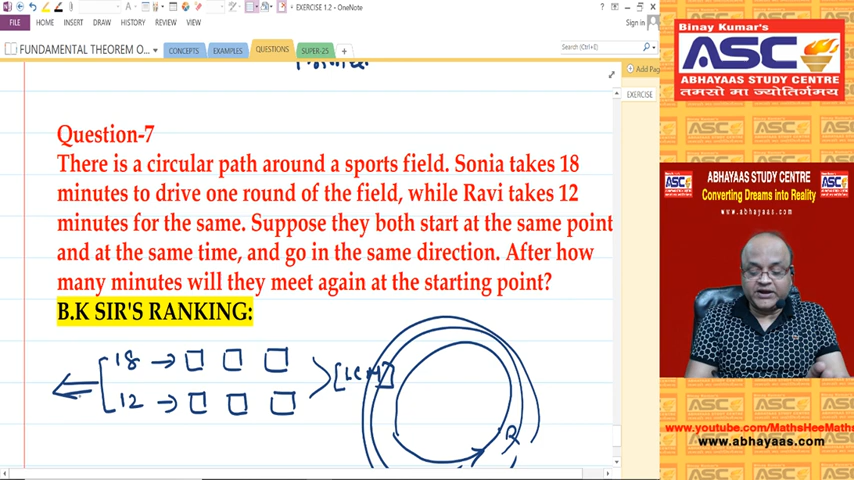 EXERCISE 1.2 - OneNote
FILE HOME INSERT DRAW HISTORY REVIEW VIEW
Sign in
FUNDAMENTAL THEOREM O... CONCEPTS EXAMPLES QUESTIONS SUPER-25 +
Search (Ctrl+E)
Add Pag
EXERCISE
Question-7
There is a circular path around a sports field. Sonia takes 18
minutes to drive one round of the field, while Ravi takes 12
minutes for the same. Suppose they both start at the same point
and at the same time, and go in the same direction. After how
many minutes will they meet again at the starting point?
B.K SIR'S RANKING:
18 →
12 →
R
Binay Kumar's
ASC
ABHAYAAS STUDY CENTRE
तमसो मा ज्योतिर्गमय
ABHAYAAS STUDY CENTRE
Converting Dreams into Reality
www.abhayaas.com
ASC
ASC
www.youtube.com/MathsHeeMaths
www.abhayaas.com